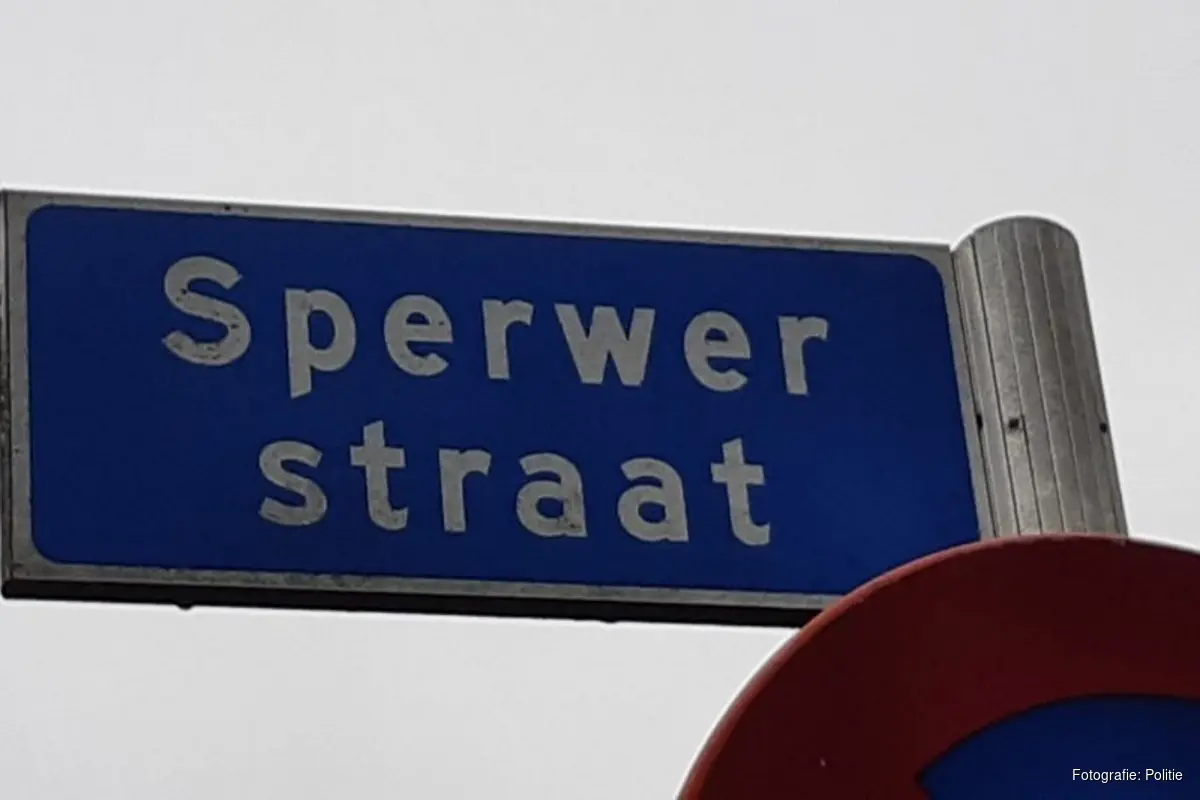 Sperwer
straat
Fotografie: Politie